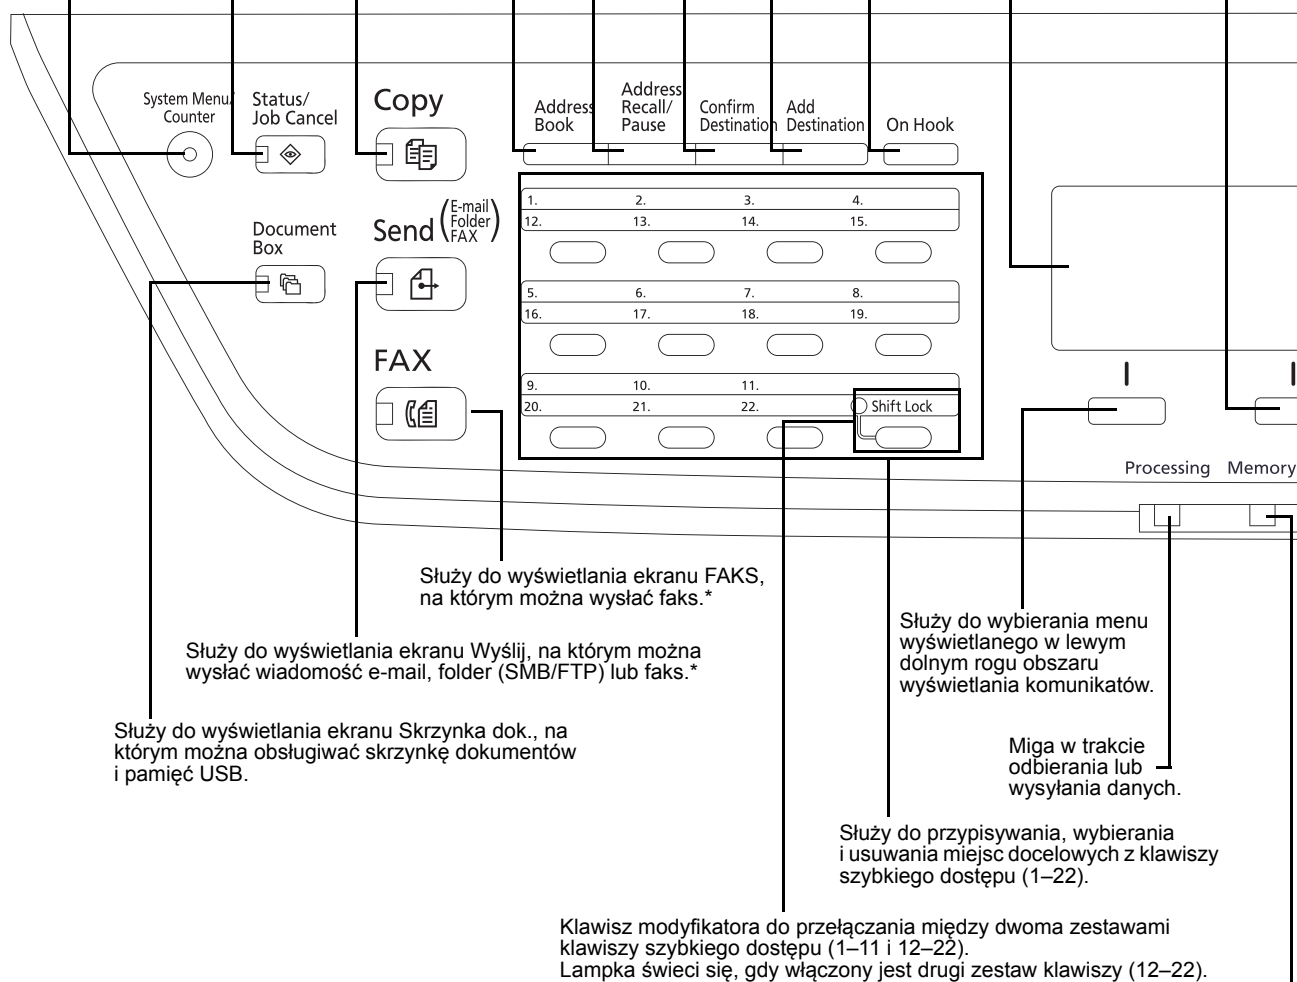 System Menu/
Counter
Status/
Job Cancel
Copy
Address
Book
Address
Recall/
Pause
Confirm
Destination
Add
Destination
On Hook
Document
Box
Send (E-mail
Folder
FAX)
FAX
1. 2. 3. 4.
12. 13. 14. 15.
5. 6. 7. 8.
16. 17. 18. 19.
9. 10. 11.
20. 21. 22. Shift Lock
Processing Memory
Służy do wyświetlania ekranu FAKS,
na którym można wysłać faks.*
Służy do wyświetlania ekranu Wyślij, na którym można
wysłać wiadomość e-mail, folder (SMB/FTP) lub faks.*
Służy do wyświetlania ekranu Skrzynka dok., na
którym można obsługiwać skrzynkę dokumentów
i pamięć USB.
Służy do wybierania menu
wyświetlanego w lewym
dolnym rogu obszaru
wyświetlania komunikatów.
Miga w trakcie
odbierania lub
wysyłania danych.
Służy do przypisywania, wybierania
i usuwania miejsc docelowych z klawiszy
szybkiego dostępu (1–22).
Klawisz modyfikatora do przełączania między dwoma zestawami
klawiszy szybkiego dostępu (1–11 i 12–22).
Lampka świeci się, gdy włączony jest drugi zestaw klawiszy (12–22).